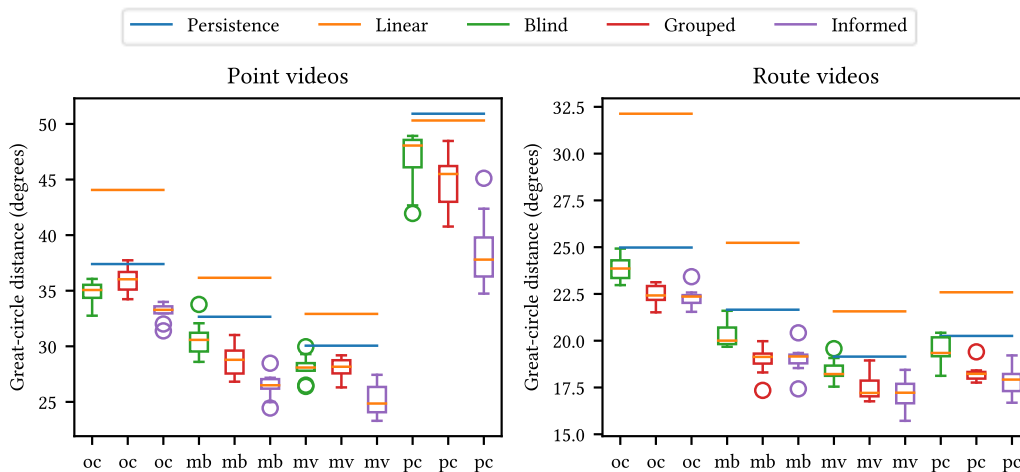 Persistence Linear Blind Grouped Informed
Point videos
Route videos
Great-circle distance (degrees)
50
45
40
35
30
25
oc oc oc mb mb mb mv mv mv pc pc pc
Great-circle distance (degrees)
32.5
30.0
27.5
25.0
22.5
20.0
17.5
15.0
oc oc oc mb mb mb mv mv mv pc pc pc